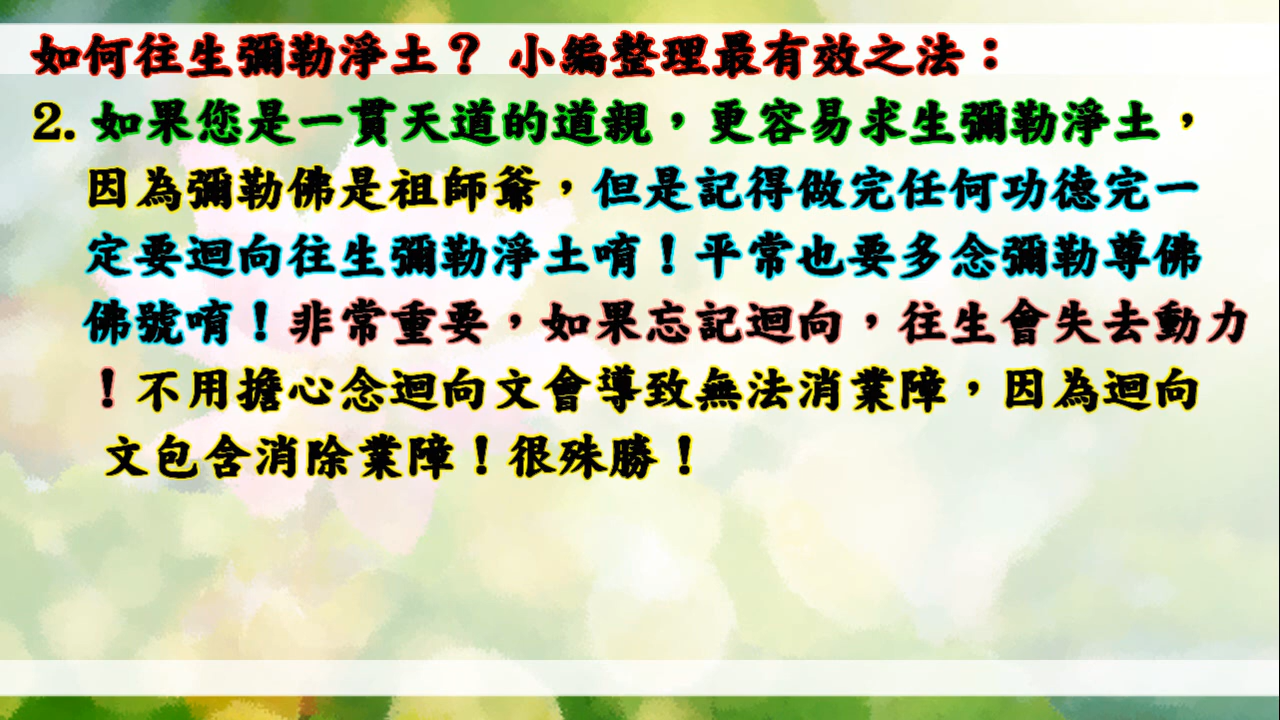 如何往生彌勒淨土？ 小編整理最有效之法：
2. 如果您是一貫天道的道親，更容易求生彌勒淨土，
因為彌勒佛是祖師爺，但是記得做完任何功德完一
定要迴向往生彌勒淨土唷！平常也要多念彌勒尊佛
佛號唷！非常重要，如果忘記迴向，往生會失去動力
！不用擔心念迴向文會導致無法消業障，因為迴向
文包含消除業障！很殊勝！